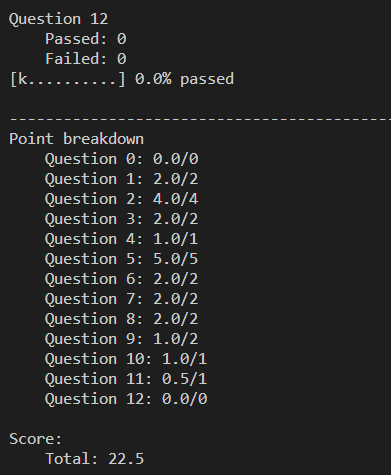 Question 12
    Passed: 0
    Failed: 0
[k..........] 0.0% passed

---------------------------------------------------------------------
Point breakdown
    Question 0: 0.0/0
    Question 1: 2.0/2
    Question 2: 4.0/4
    Question 3: 2.0/2
    Question 4: 1.0/1
    Question 5: 5.0/5
    Question 6: 2.0/2
    Question 7: 2.0/2
    Question 8: 2.0/2
    Question 9: 1.0/2
    Question 10: 1.0/1
    Question 11: 0.5/1
    Question 12: 0.0/0

Score:
    Total: 22.5